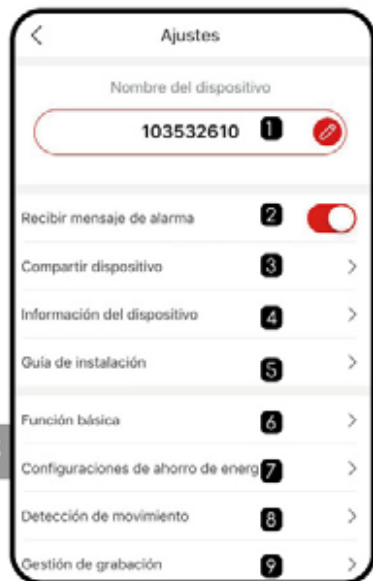 Ajustes
Nombre del dispositivo
103532610 1
Recibir mensaje de alarma 2
Compartir dispositivo 3
Información del dispositivo 4
Guía de instalación 5
Función básica 6
Configuraciones de ahorro de energ 7
Detección de movimiento 8
Gestión de grabación 9